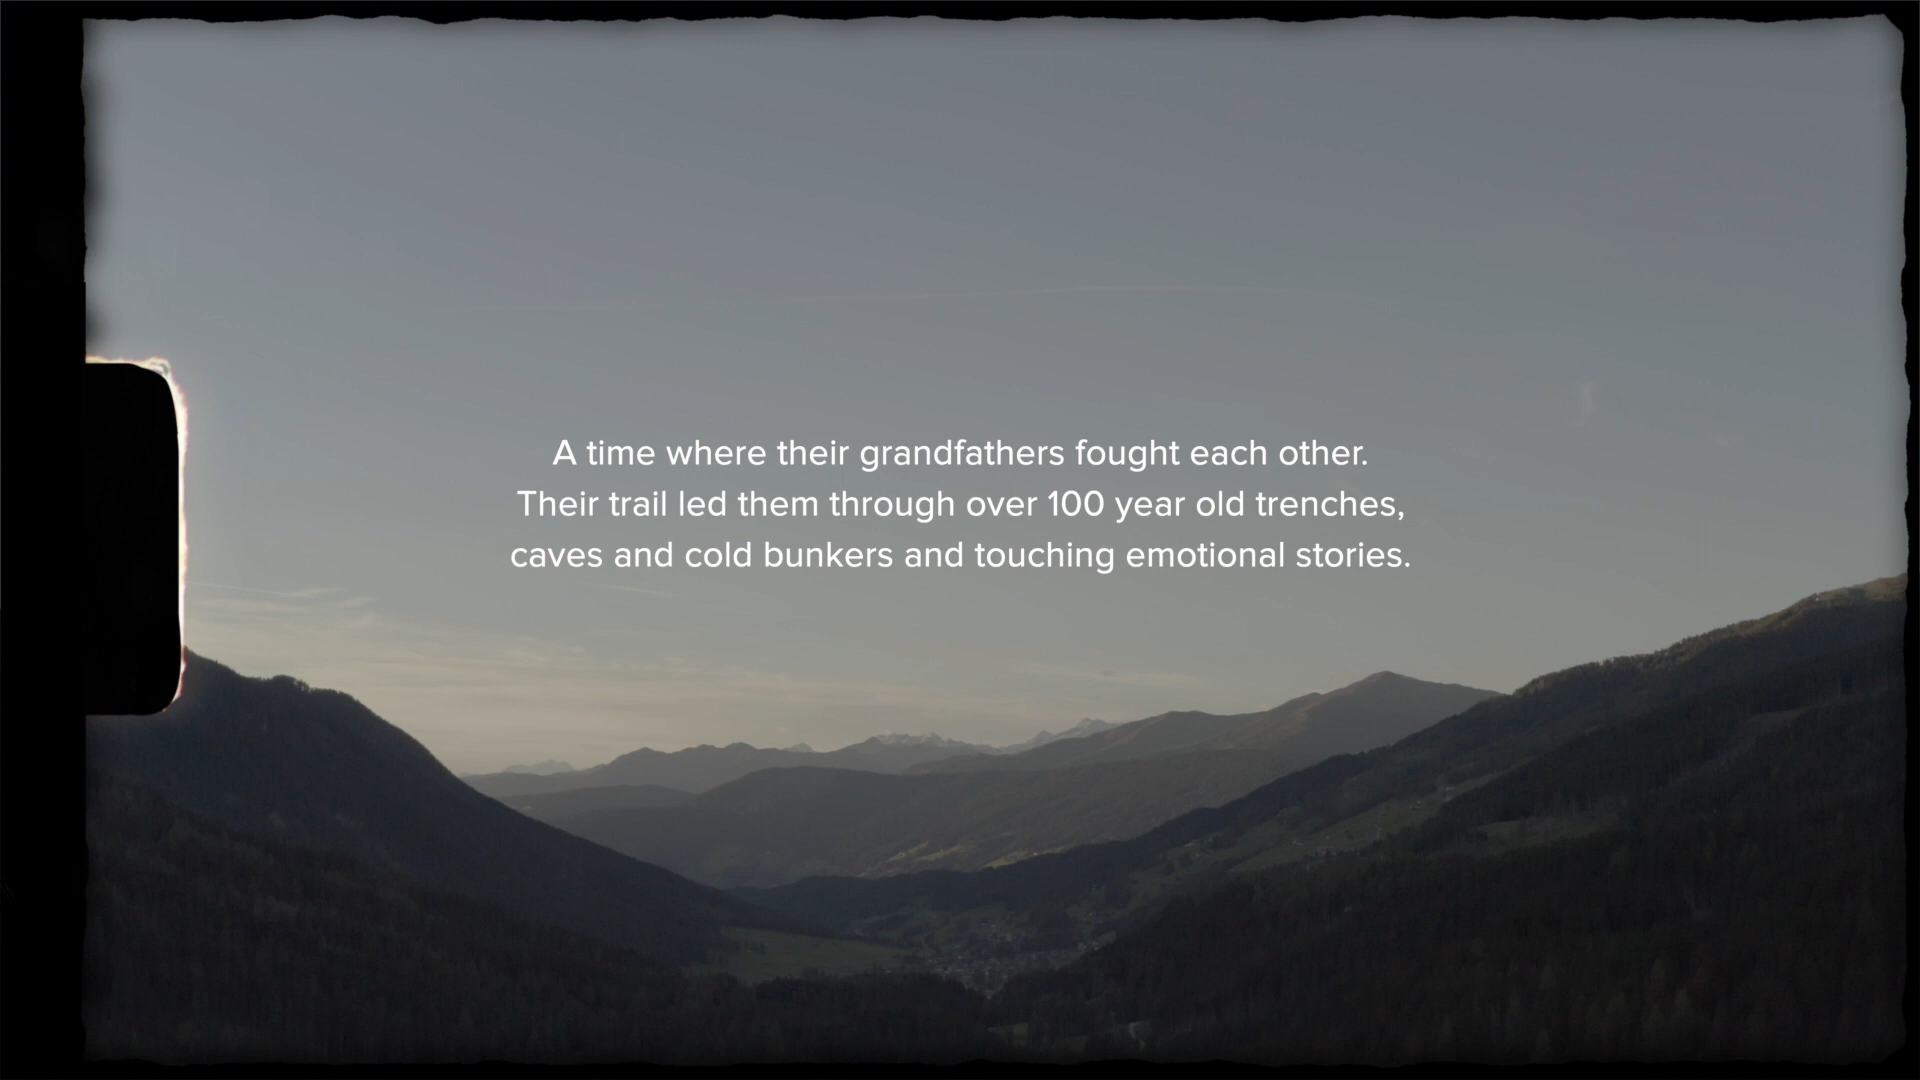 A time where their grandfathers fought each other.
Their trail led them through over 100 year old trenches,
caves and cold bunkers and touching emotional stories.